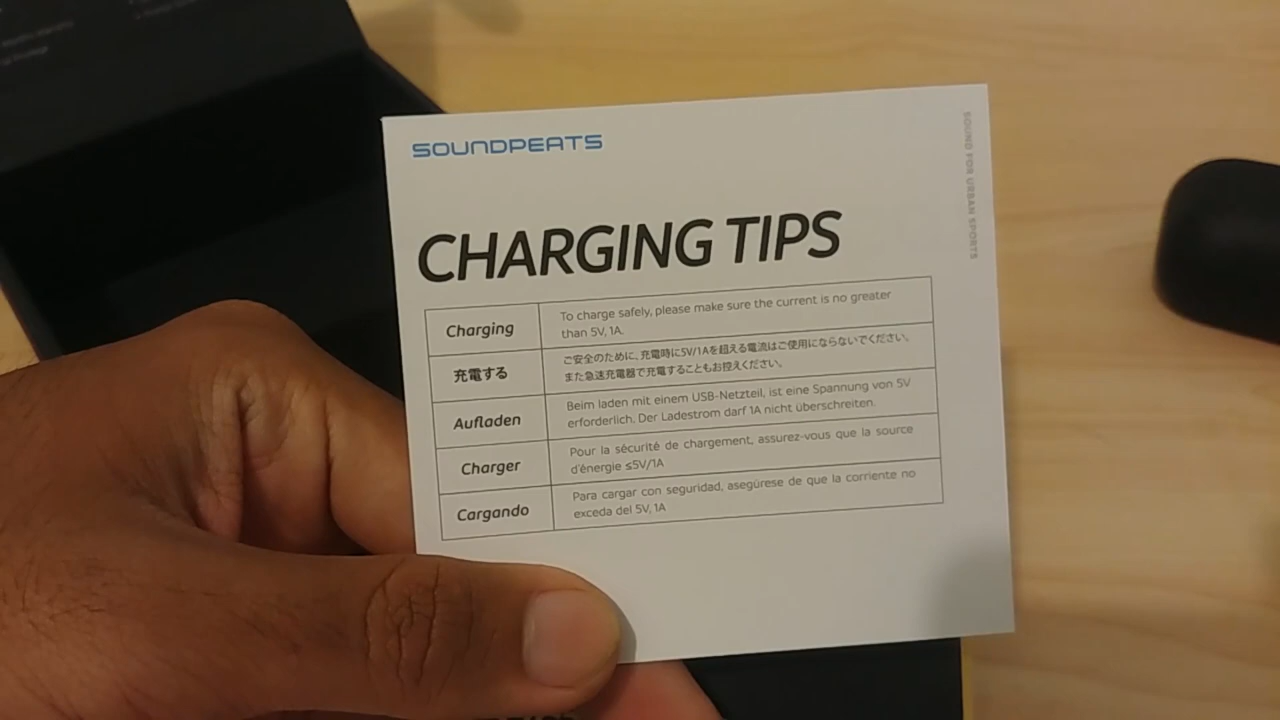 SOUNDPEATS
SOUND FOR URBAN SPORTS
CHARGING TIPS
Charging
To charge safely, please make sure the current is no greater
than 5V, 1A.
充電する
ご安全のために、充電時に5V/1Aを超える電流はご使用にならないでください。
また急速充電器で充電することもお控えください。
Aufladen
Beim laden mit einem USB-Netzteil, ist eine Spannung von 5V
erforderlich. Der Ladestrom darf 1A nicht überschreiten.
Charger
Pour la sécurité de chargement, assurez-vous que la source
d'énergie ≤5V/1A
Cargando
Para cargar con seguridad, asegúrese de que la corriente no
exceda del 5V, 1A